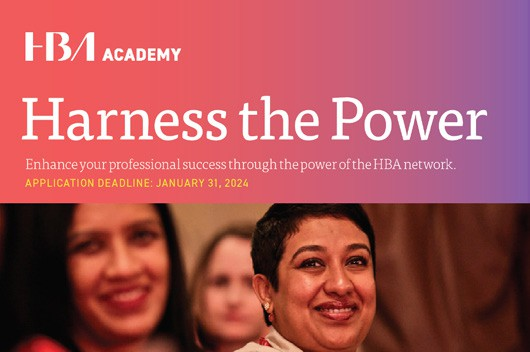 HBA ACADEMY
Harness the Power
Enhance your professional success through the power of the HBA network.
APPLICATION DEADLINE: JANUARY 31, 2024